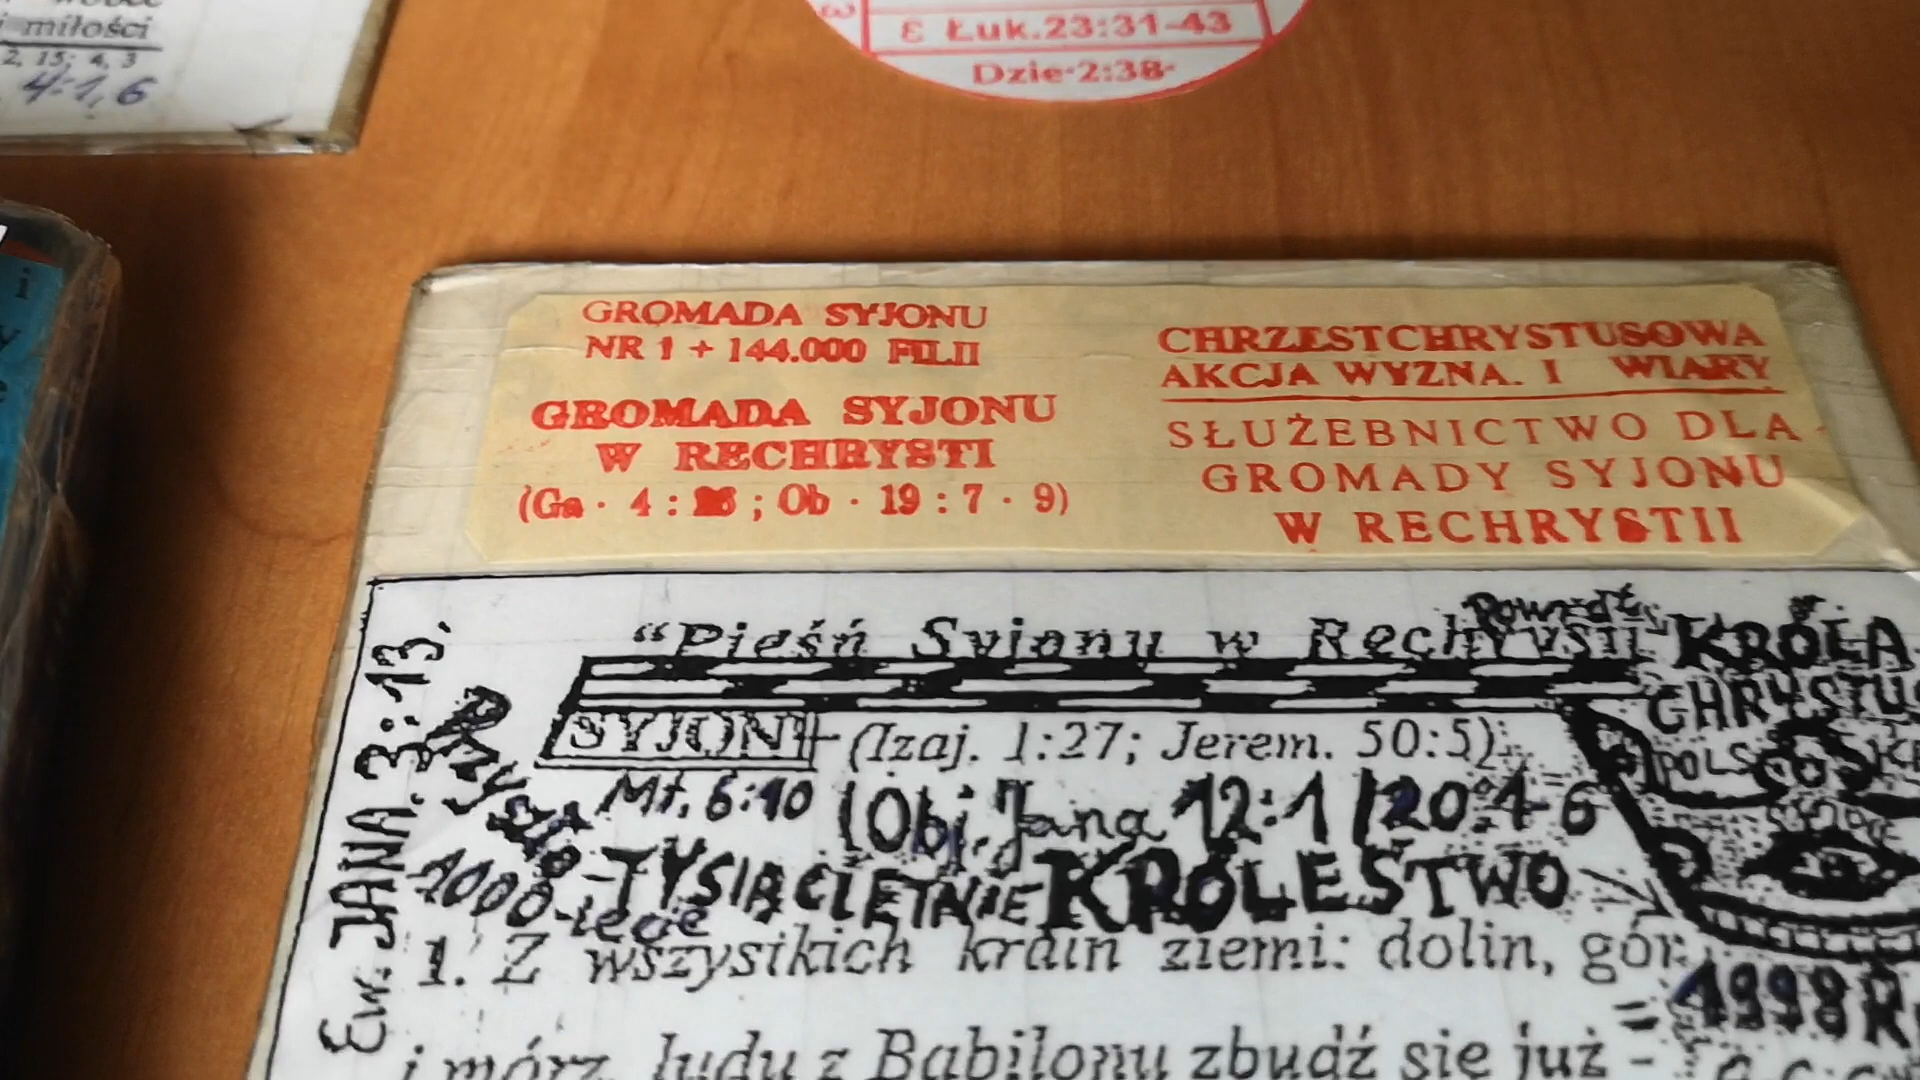 i miłości
2, 15; 4, 3
4:1,6
Ɛ Łuk.23:31-43
Dzie·2:38·
i
GROMADA SYJONU
NR 1 + 144.000 FILII
GROMADA SYJONU
W RECHRYSTI
(Ga · 4 : ; Ob · 19 : 7 · 9)
CHRZESTCHRYSTUSOWA
AKCJA WYZNA. I WIARY
SŁUŻEBNICTWO DLA
GROMADY SYJONU
W RECHRYSTII
"Pieśń Syjonu w Rechrystii
KRÓLA
SYJON
(Izaj. 1:27; Jerem. 50:5)
Mt. 6:10 (Obj. Jana 12:1 / 20:4-6
TYSIĄCLETNIE KRÓLESTWO
1000-lecie
Ew. JANA. 3:13,
1. Z wszystkich krain ziemi: dolin, gór
= 1998 R
i mórz, ludu z Babilonu zbudź się już -